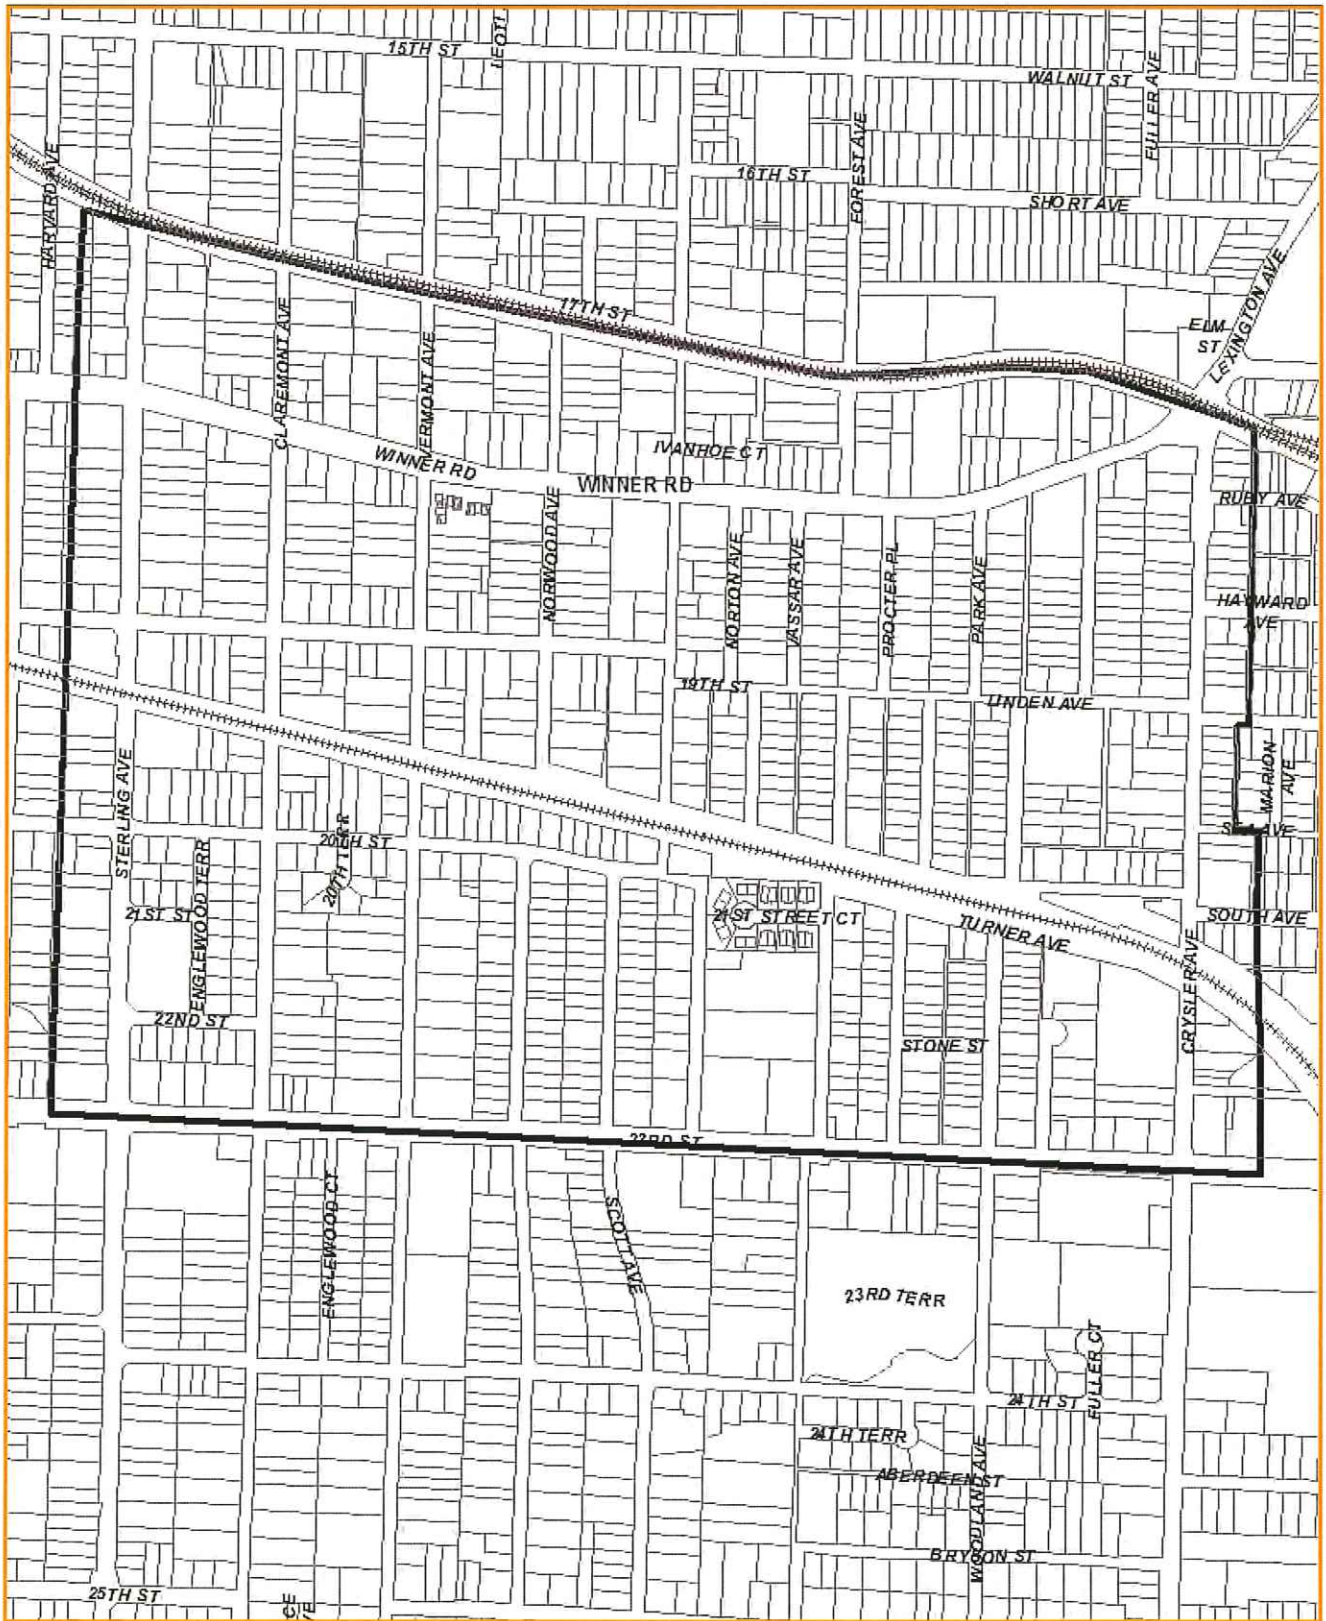 15TH ST
LEOTI
WALNUT ST
FULLER AVE
FOREST AVE
16TH ST
SHORT AVE
HARVARD AVE
17TH ST
LEXINGTON AVE
ELM
ST
CLAREMONT AVE
VERMONT AVE
IVANHOE CT
WINNER RD
WINNER RD
RUBY AVE
NORWOOD AVE
NORTON AVE
VASSAR AVE
PROCTER PL
PARK AVE
HAYWARD
AVE
19TH ST
LINDEN AVE
MARION
AVE
STERLING AVE
20TH ST
20TH TERR
AVE
ENGLEWOOD TERR
21ST ST
21ST STREET CT
TURNER AVE
SOUTH AVE
CRYSLER AVE
22ND ST
STONE ST
23RD ST
ENGLEWOOD CT
SCOTT AVE
23RD TERR
FULLER CT
24TH ST
24TH TERR
ABERDEEN ST
WOODLAND AVE
BRYSON ST
25TH ST
CE
VE